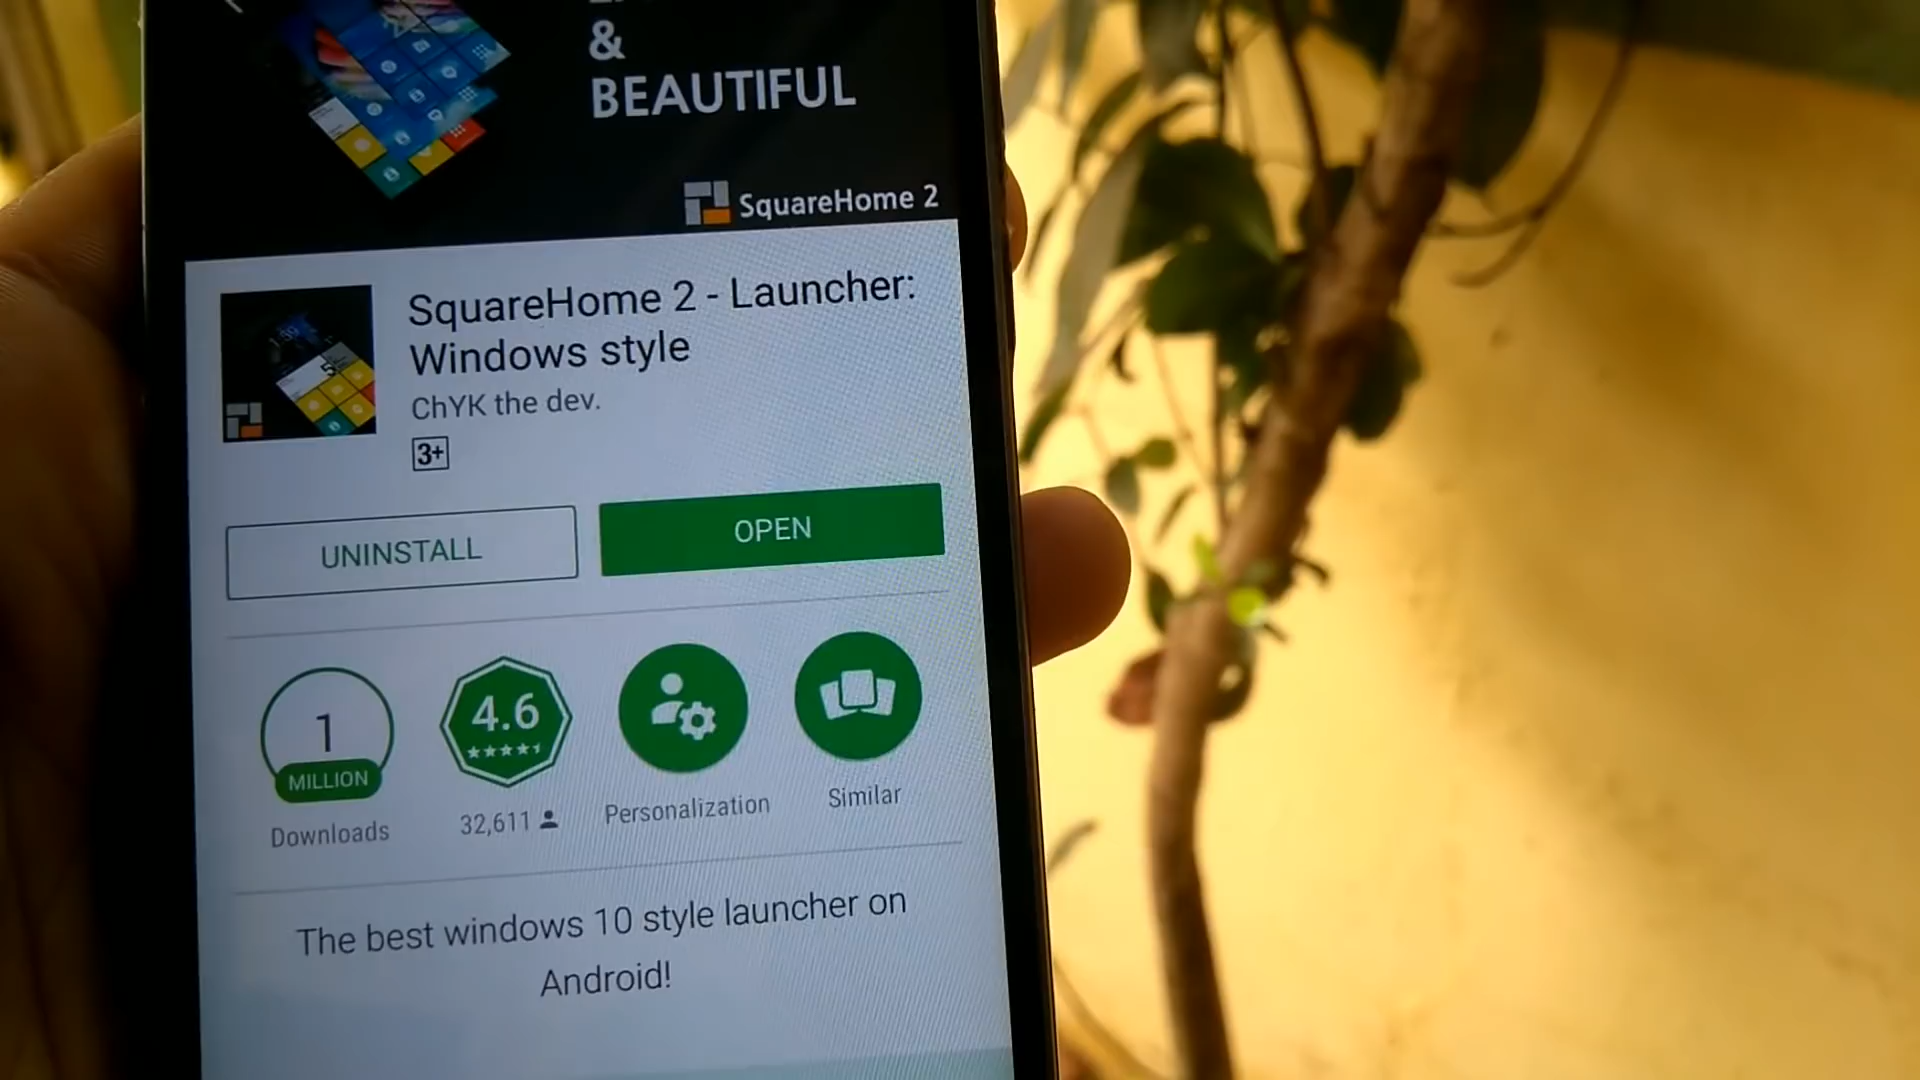 &
BEAUTIFUL
SquareHome 2
SquareHome 2 - Launcher:
Windows style
ChYK the dev.
3+
UNINSTALL
OPEN
1
MILLION
Downloads
4.6
32,611
Personalization
Similar
The best windows 10 style launcher on
Android!